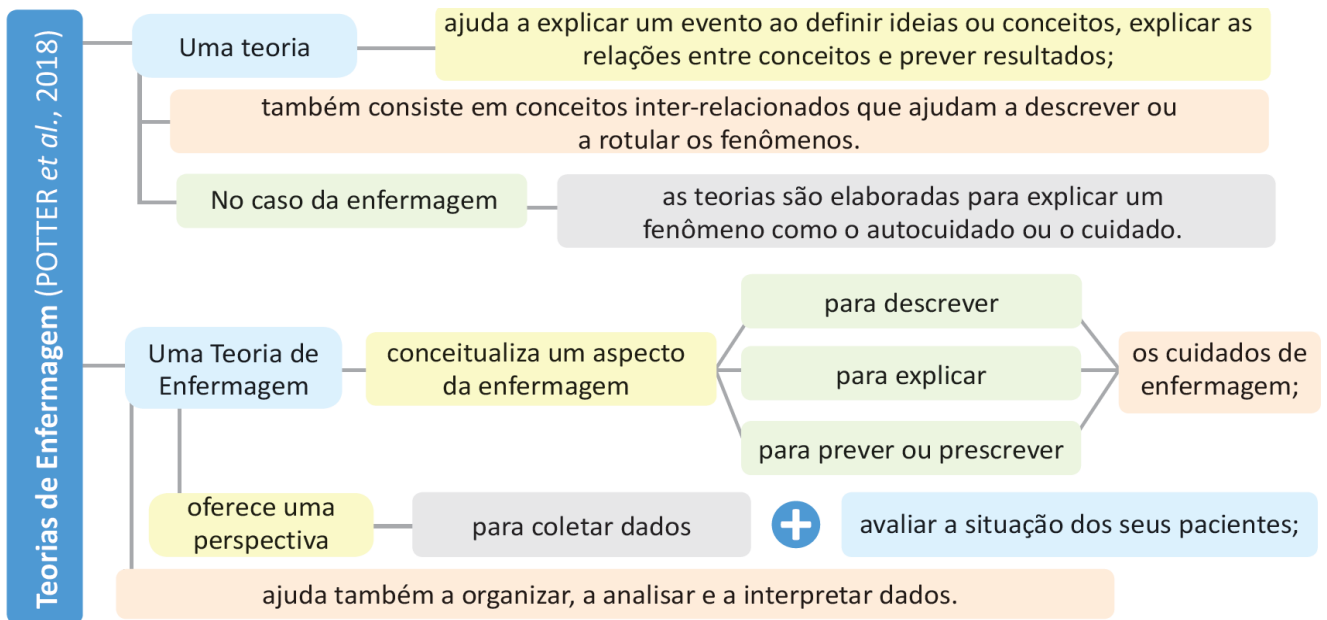 Teorias de Enfermagem (POTTER et al., 2018)
Uma teoria
ajuda a explicar um evento ao definir ideias ou conceitos, explicar as
relações entre conceitos e prever resultados;
também consiste em conceitos inter-relacionados que ajudam a descrever ou
a rotular os fenômenos.
No caso da enfermagem
as teorias são elaboradas para explicar um
fenômeno como o autocuidado ou o cuidado.
Uma Teoria de
Enfermagem
conceitualiza um aspecto
da enfermagem
para descrever
para explicar
para prever ou prescrever
os cuidados de
enfermagem;
oferece uma
perspectiva
para coletar dados
+
avaliar a situação dos seus pacientes;
ajuda também a organizar, a analisar e a interpretar dados.